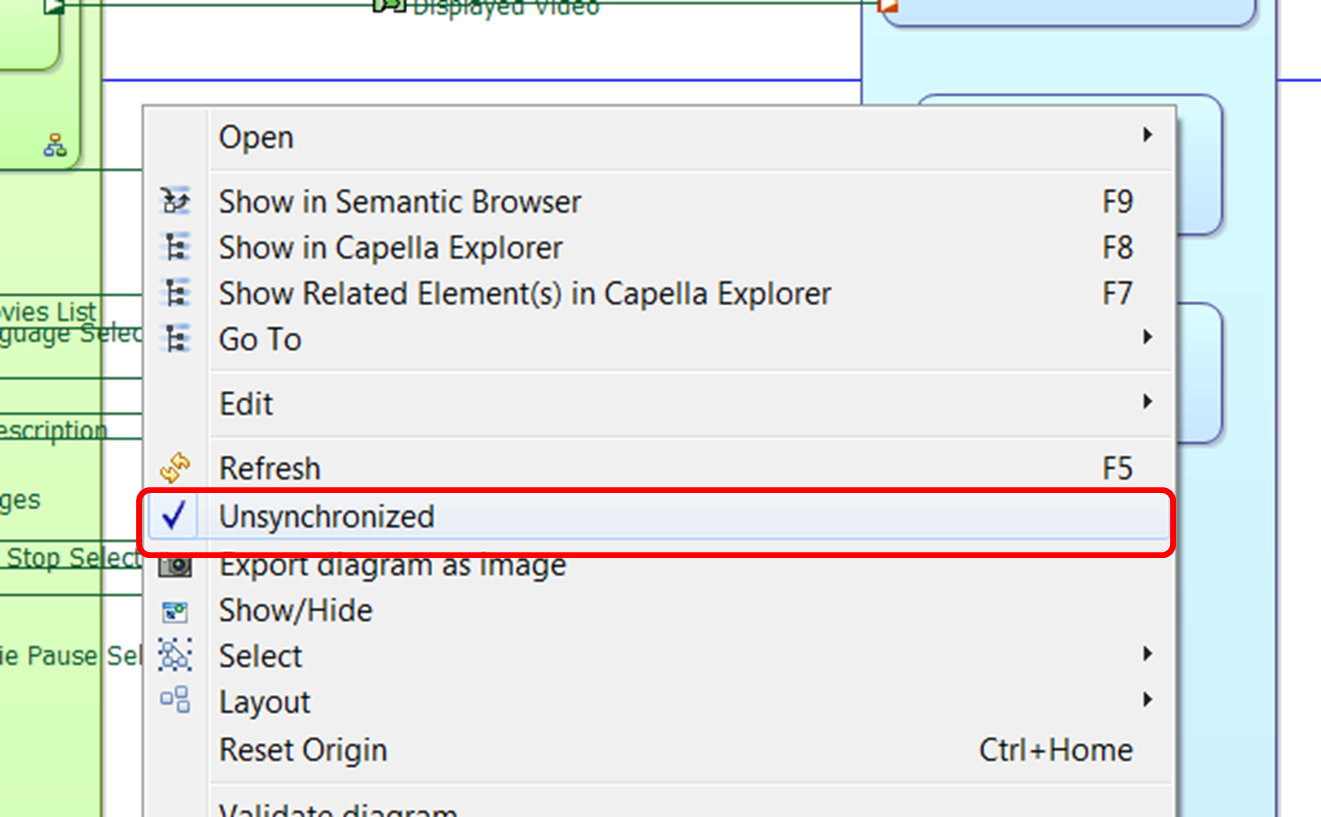 Displayed Video
Open
Show in Semantic Browser F9
Show in Capella Explorer F8
Show Related Element(s) in Capella Explorer F7
Go To
Edit
Refresh F5
Unsynchronized
Export diagram as image
Show/Hide
Select
Layout
Reset Origin Ctrl+Home
Validate diagram
vies List
guage Selec
escription
ges
Stop Select
ie Pause Sel